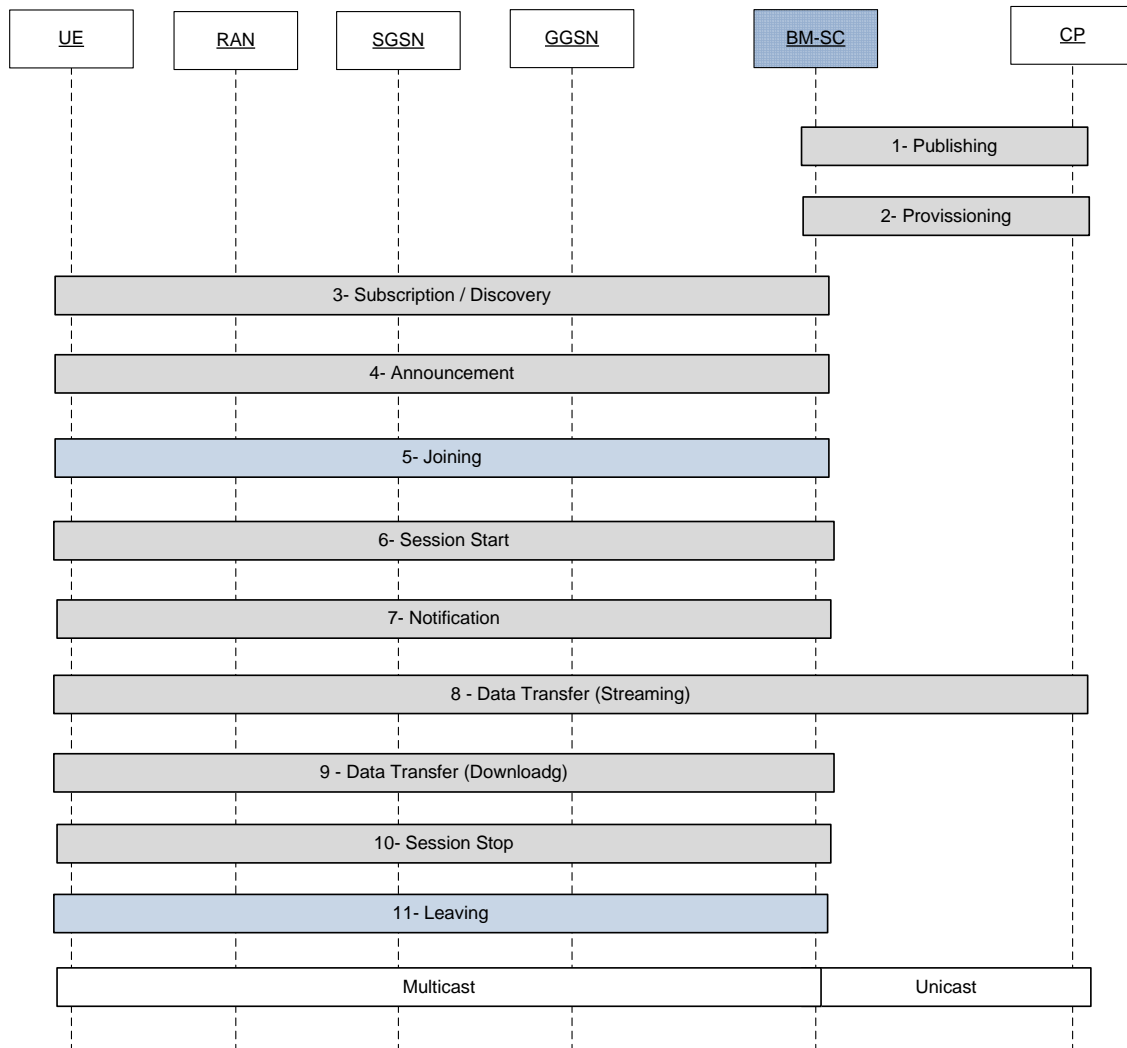 UE
RAN
SGSN
GGSN
BM-SC
CP
1- Publishing
2- Provissioning
3- Subscription / Discovery
4- Announcement
5- Joining
6- Session Start
7- Notification
8 - Data Transfer (Streaming)
9 - Data Transfer (Downloadg)
10- Session Stop
11- Leaving
Multicast
Unicast